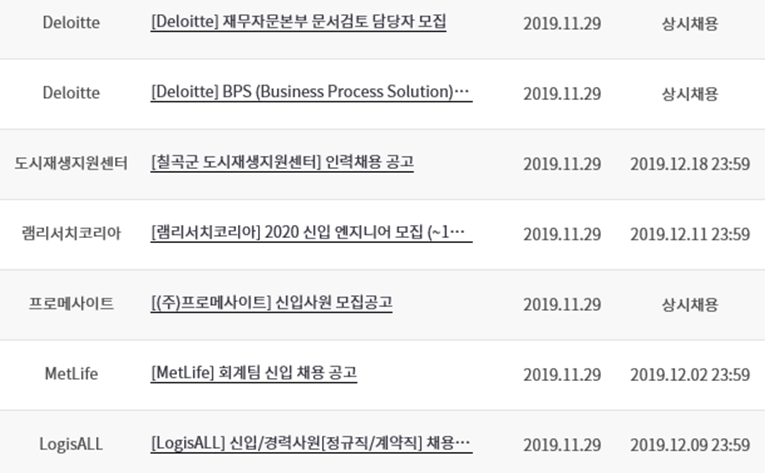 Deloitte [Deloitte] 재무자문본부 문서검토 담당자 모집 2019.11.29 상시채용
Deloitte [Deloitte] BPS (Business Process Solution)··· 2019.11.29 상시채용
도시재생지원센터 [칠곡군 도시재생지원센터] 인력채용 공고 2019.11.29 2019.12.18 23:59
램리서치코리아 [램리서치코리아] 2020 신입 엔지니어 모집 (~1··· 2019.11.29 2019.12.11 23:59
프로메사이트 [(주)프로메사이트] 신입사원 모집공고 2019.11.29 상시채용
MetLife [MetLife] 회계팀 신입 채용 공고 2019.11.29 2019.12.02 23:59
LogisALL [LogisALL] 신입/경력사원[정규직/계약직] 채용··· 2019.11.29 2019.12.09 23:59